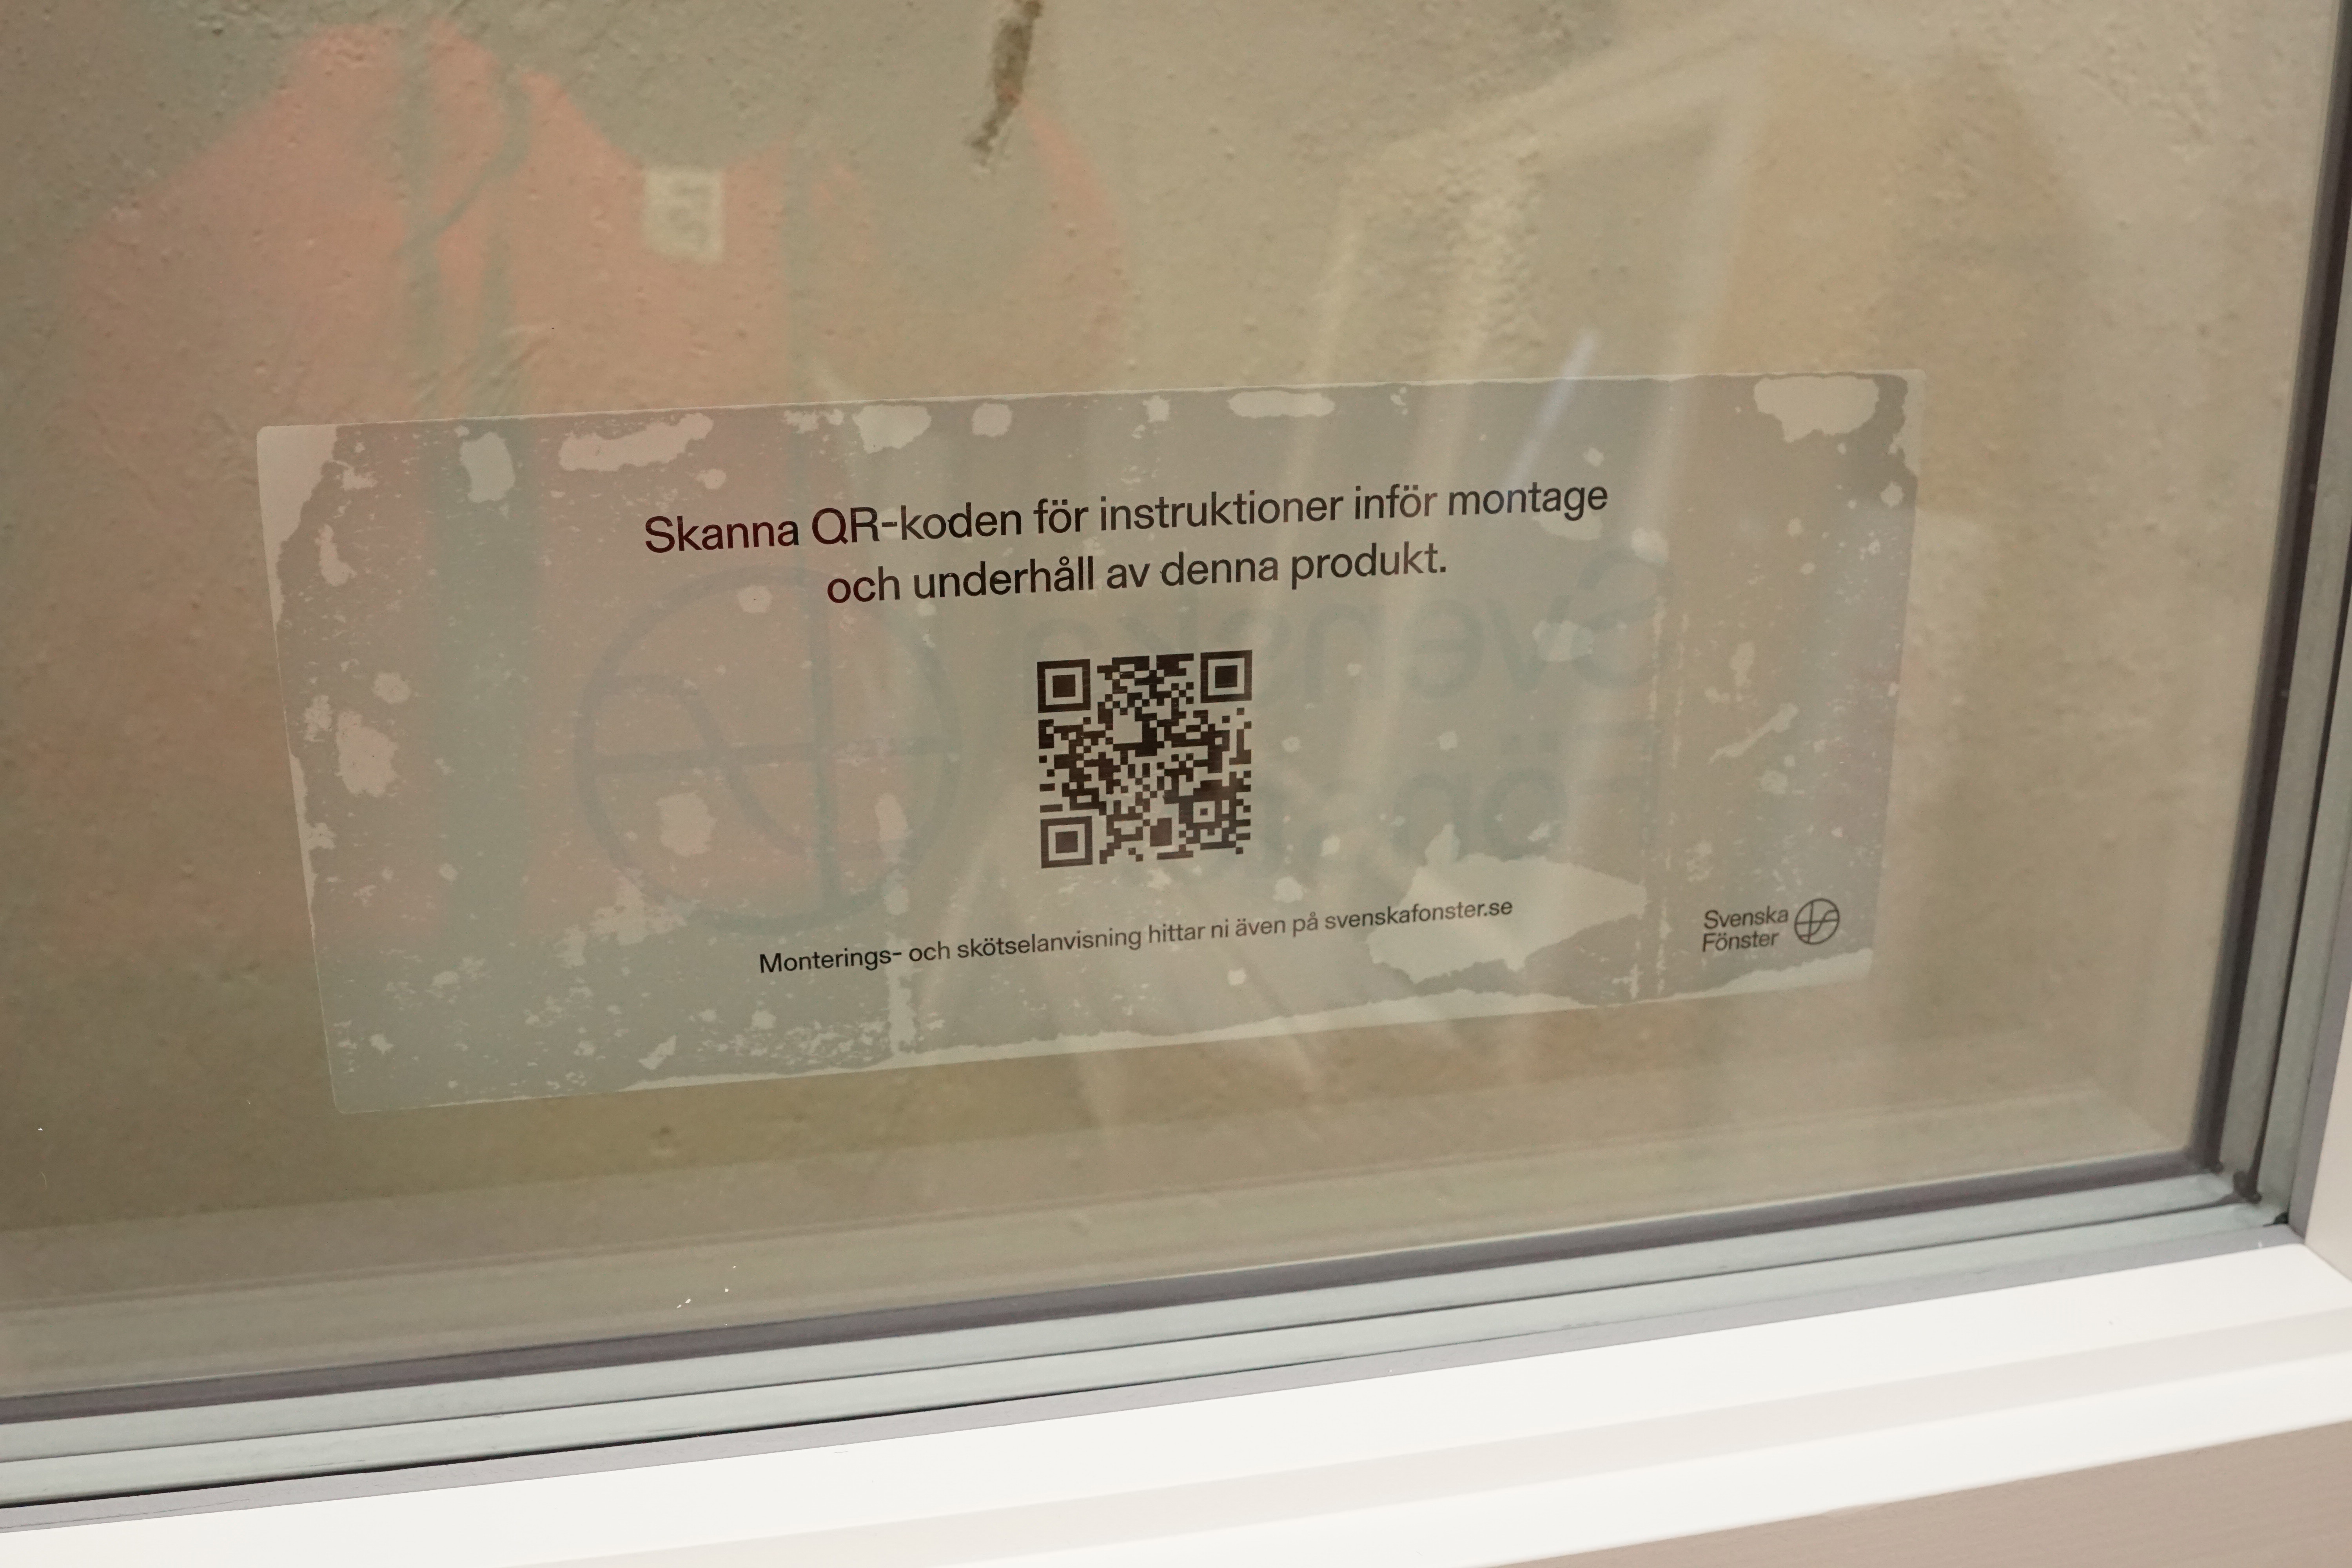 Skanna QR-koden för instruktioner inför montage
och underhåll av denna produkt.
Monterings- och skötselanvisning hittar ni även på svenskafonster.se
Svenska
Fönster